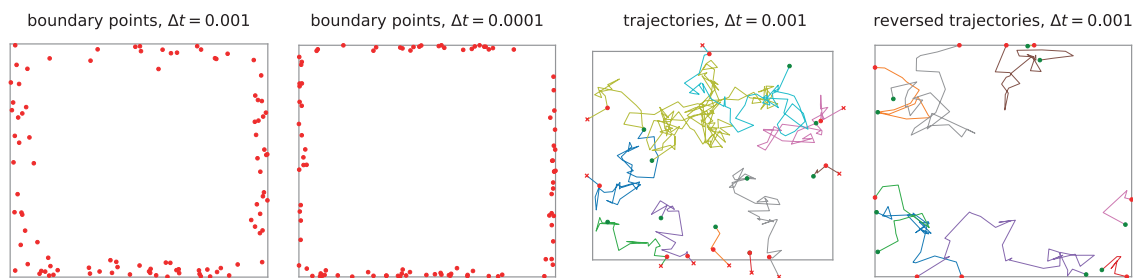 boundary points, Δt = 0.001
boundary points, Δt = 0.0001
trajectories, Δt = 0.001
reversed trajectories, Δt = 0.001